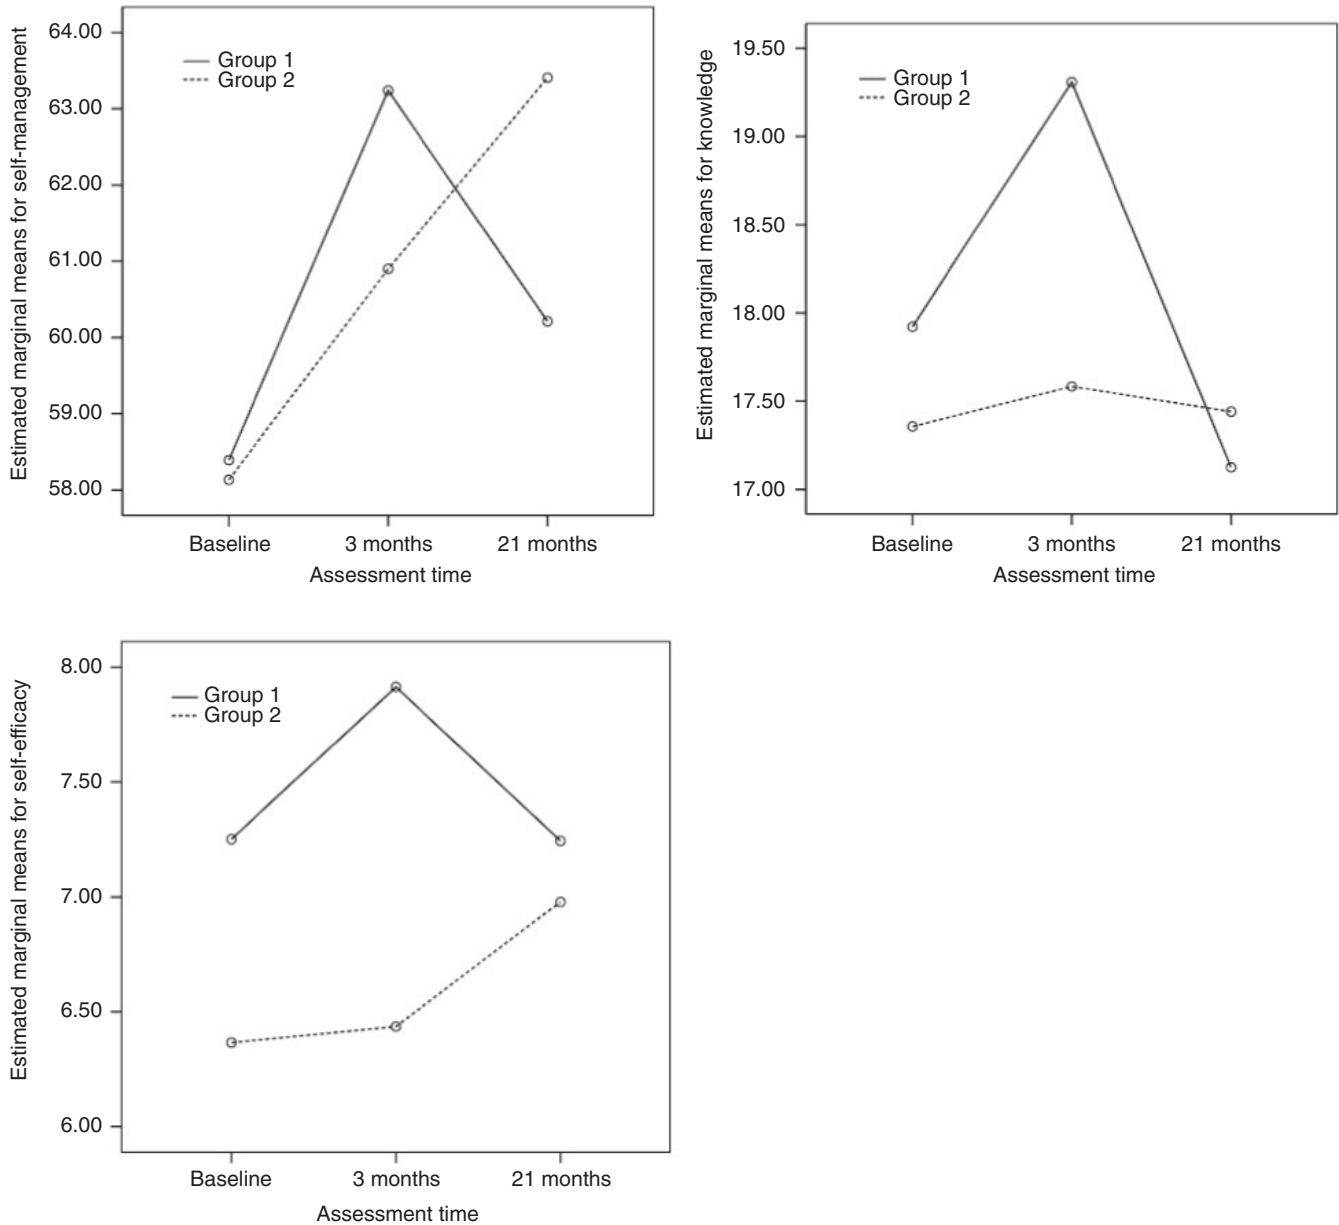 Estimated marginal means for self-management
64.00
63.00
62.00
61.00
60.00
59.00
58.00
Group 1
Group 2
Baseline
3 months
21 months
Assessment time
Estimated marginal means for knowledge
19.50
19.00
18.50
18.00
17.50
17.00
Group 1
Group 2
Baseline
3 months
21 months
Assessment time
Estimated marginal means for self-efficacy
8.00
7.50
7.00
6.50
6.00
Group 1
Group 2
Baseline
3 months
21 months
Assessment time